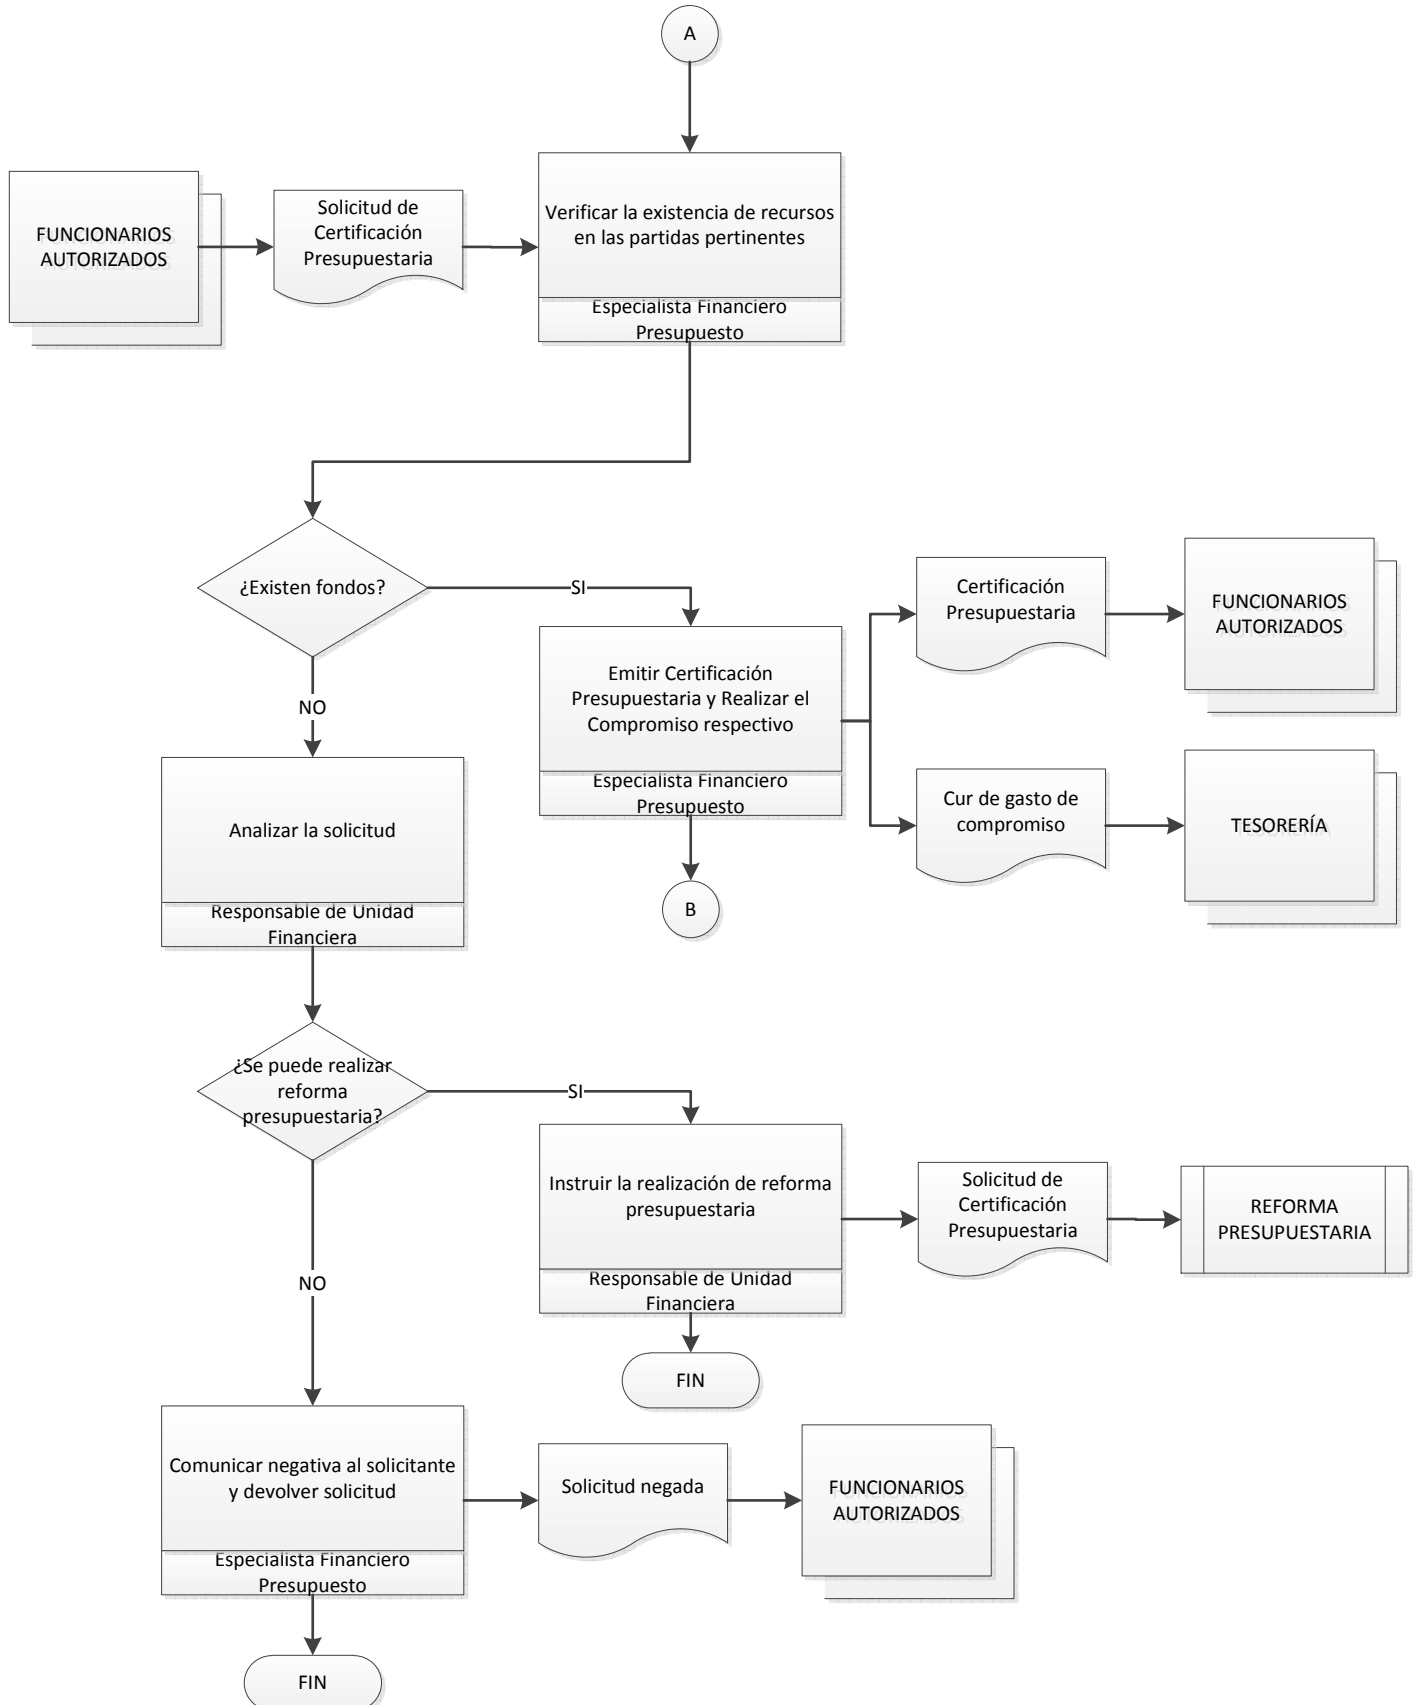 A
FUNCIONARIOS
AUTORIZADOS
Solicitud de
Certificación
Presupuestaria
Verificar la existencia de recursos
en las partidas pertinentes
Especialista Financiero
Presupuesto
¿Existen fondos?
SI
NO
Emitir Certificación
Presupuestaria y Realizar el
Compromiso respectivo
Especialista Financiero
Presupuesto
Certificación
Presupuestaria
FUNCIONARIOS
AUTORIZADOS
Cur de gasto de
compromiso
TESORERÍA
B
Analizar la solicitud
Responsable de Unidad
Financiera
¿Se puede realizar
reforma
presupuestaria?
SI
NO
Instruir la realización de reforma
presupuestaria
Responsable de Unidad
Financiera
Solicitud de
Certificación
Presupuestaria
REFORMA
PRESUPUESTARIA
FIN
Comunicar negativa al solicitante
y devolver solicitud
Especialista Financiero
Presupuesto
Solicitud negada
FUNCIONARIOS
AUTORIZADOS
FIN